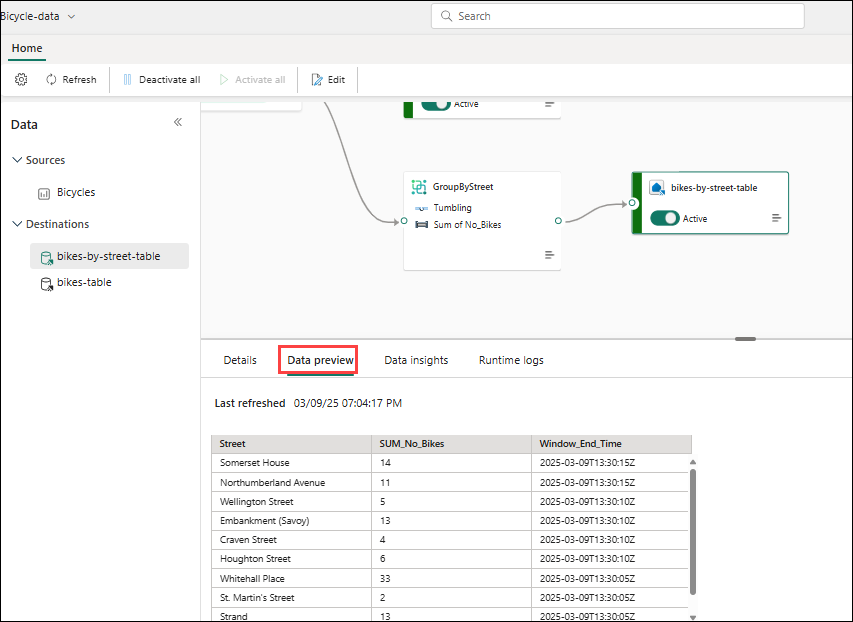 Bicycle-data
Search
Home
Refresh
Deactivate all
Activate all
Edit
Data
Sources
Bicycles
Destinations
bikes-by-street-table
bikes-table
Active
GroupByStreet
Tumbling
Sum of No_Bikes
bikes-by-street-table
Active
Details Data preview Data insights Runtime logs
Last refreshed 03/09/25 07:04:17 PM
Street SUM_No_Bikes Window_End_Time
Somerset House 14 2025-03-09T13:30:15Z
Northumberland Avenue 11 2025-03-09T13:30:15Z
Wellington Street 5 2025-03-09T13:30:10Z
Embankment (Savoy) 13 2025-03-09T13:30:10Z
Craven Street 4 2025-03-09T13:30:10Z
Houghton Street 6 2025-03-09T13:30:10Z
Whitehall Place 33 2025-03-09T13:30:05Z
St. Martin's Street 2 2025-03-09T13:30:05Z
Strand 13 2025-03-09T13:30:05Z